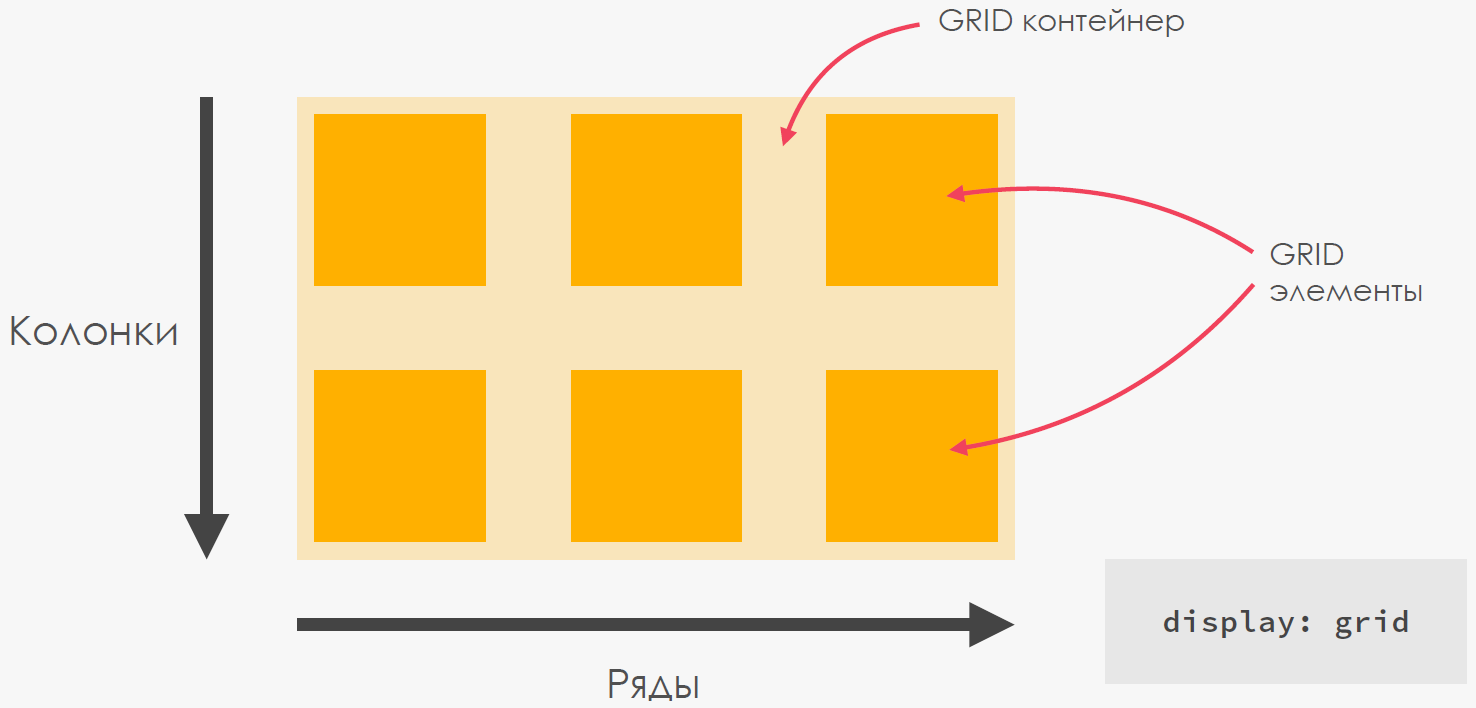 GRID контейнер
GRID
элементы
Колонки
display: grid
Ряды